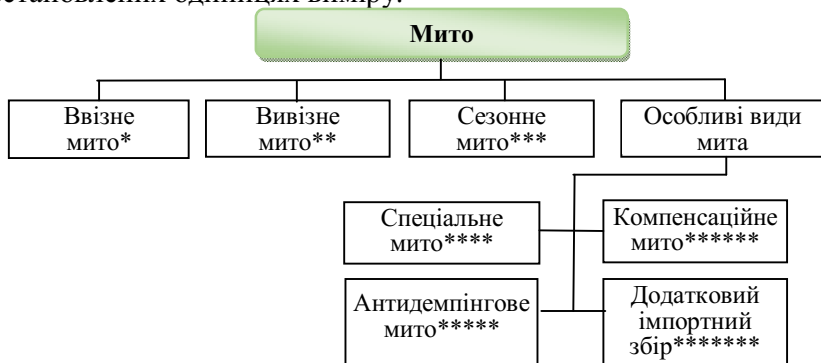 встановлених одиницях виміру.
Мито
Ввізне
мито*
Вивізне
мито**
Сезонне
мито***
Особливі види
мита
Спеціальне
мито****
Компенсаційне
мито******
Антидемпінгове
мито*****
Додатковий
імпортний
збір*******